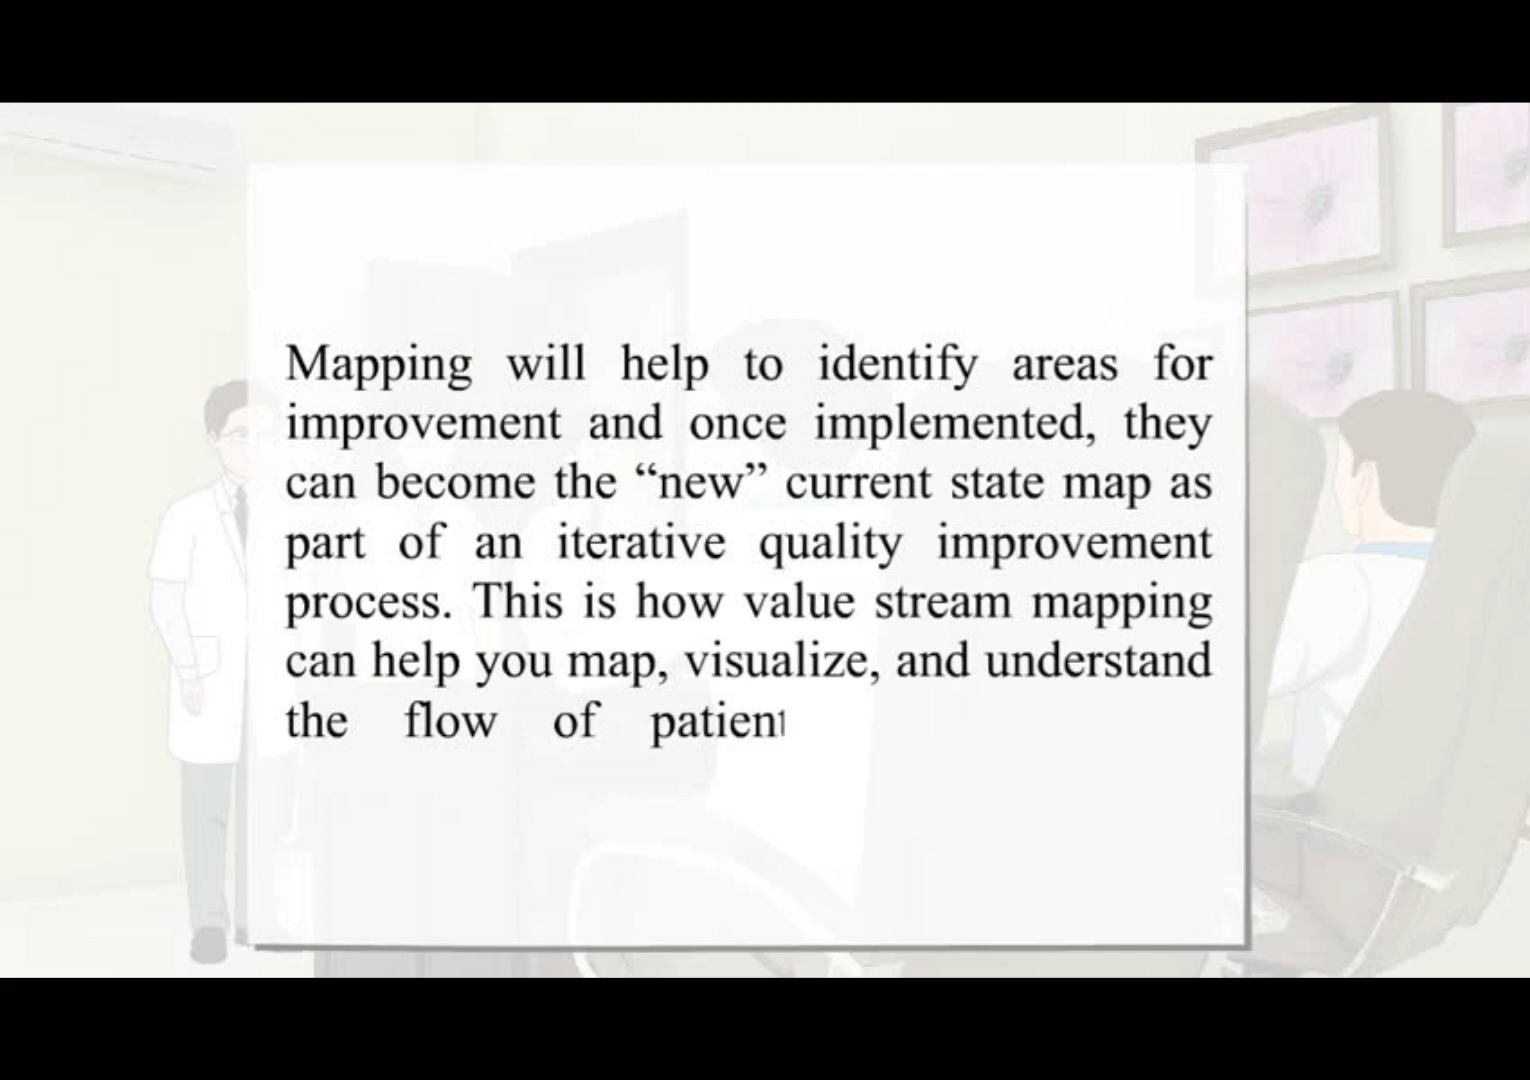 Mapping will help to identify areas for
improvement and once implemented, they
can become the “new” current state map as
part of an iterative quality improvement
process. This is how value stream mapping
can help you map, visualize, and understand
the flow of patient